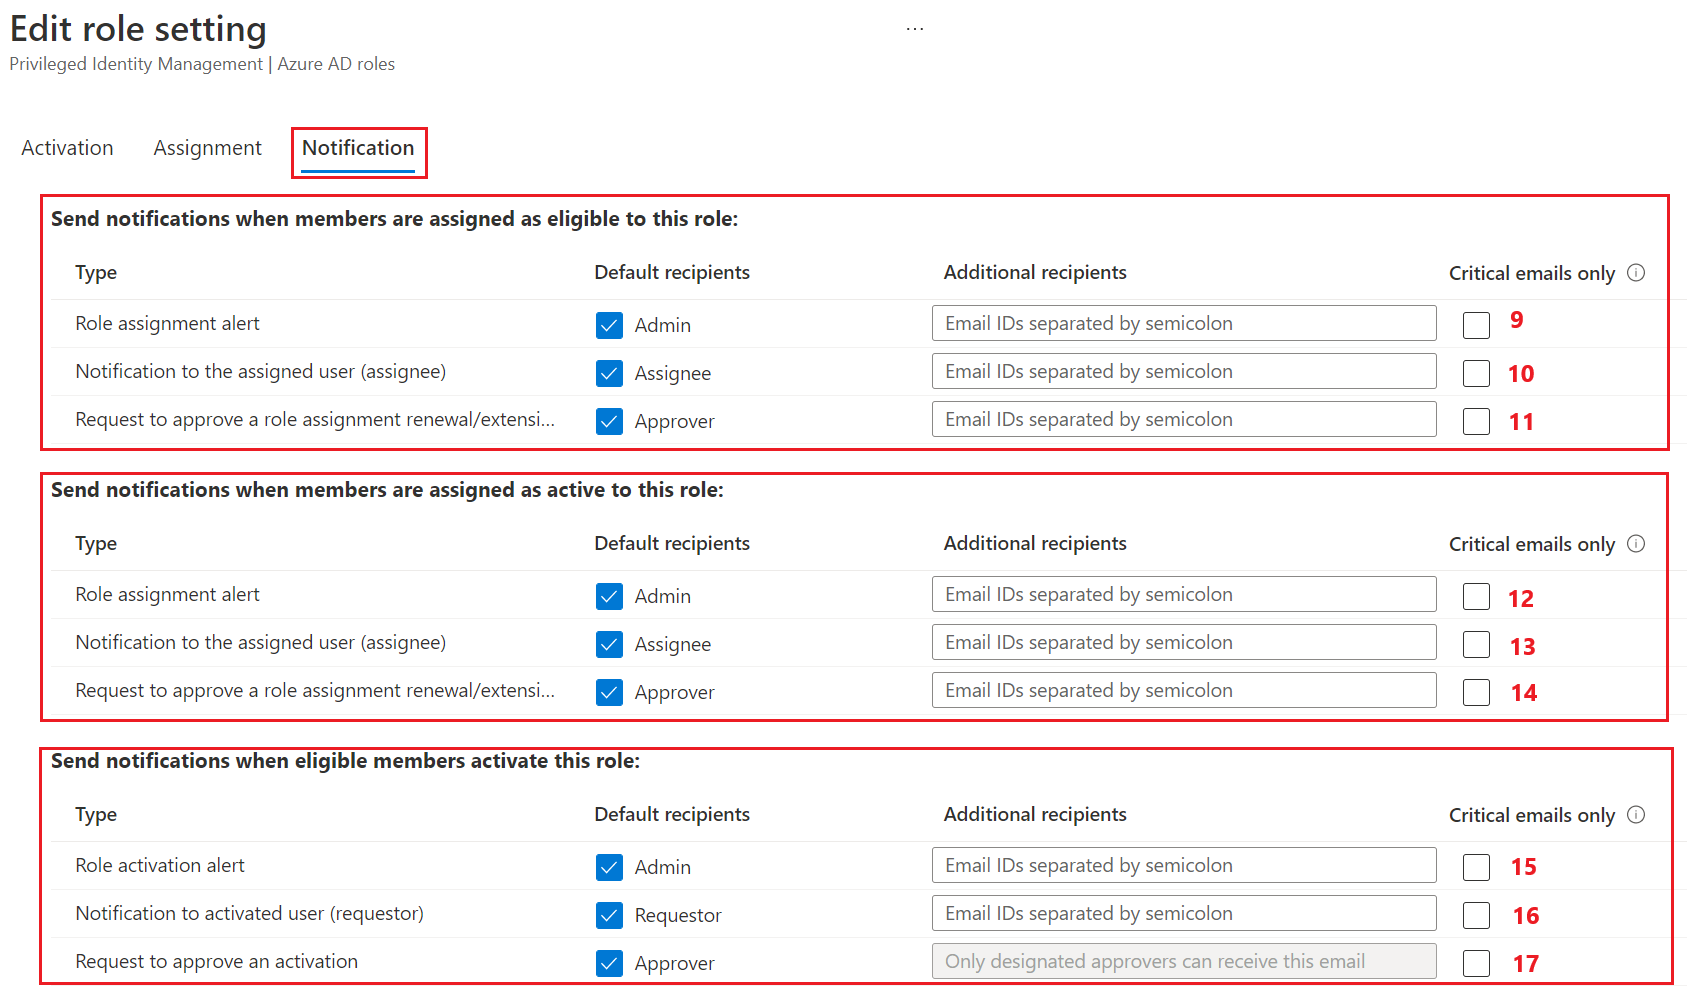 Edit role setting
...
Privileged Identity Management | Azure AD roles
Activation Assignment Notification
Send notifications when members are assigned as eligible to this role:
Type Default recipients Additional recipients Critical emails only
Role assignment alert Admin Email IDs separated by semicolon 9
Notification to the assigned user (assignee) Assignee Email IDs separated by semicolon 10
Request to approve a role assignment renewal/extensi... Approver Email IDs separated by semicolon 11
Send notifications when members are assigned as active to this role:
Type Default recipients Additional recipients Critical emails only
Role assignment alert Admin Email IDs separated by semicolon 12
Notification to the assigned user (assignee) Assignee Email IDs separated by semicolon 13
Request to approve a role assignment renewal/extensi... Approver Email IDs separated by semicolon 14
Send notifications when eligible members activate this role:
Type Default recipients Additional recipients Critical emails only
Role activation alert Admin Email IDs separated by semicolon 15
Notification to activated user (requestor) Requestor Email IDs separated by semicolon 16
Request to approve an activation Approver Only designated approvers can receive this email 17